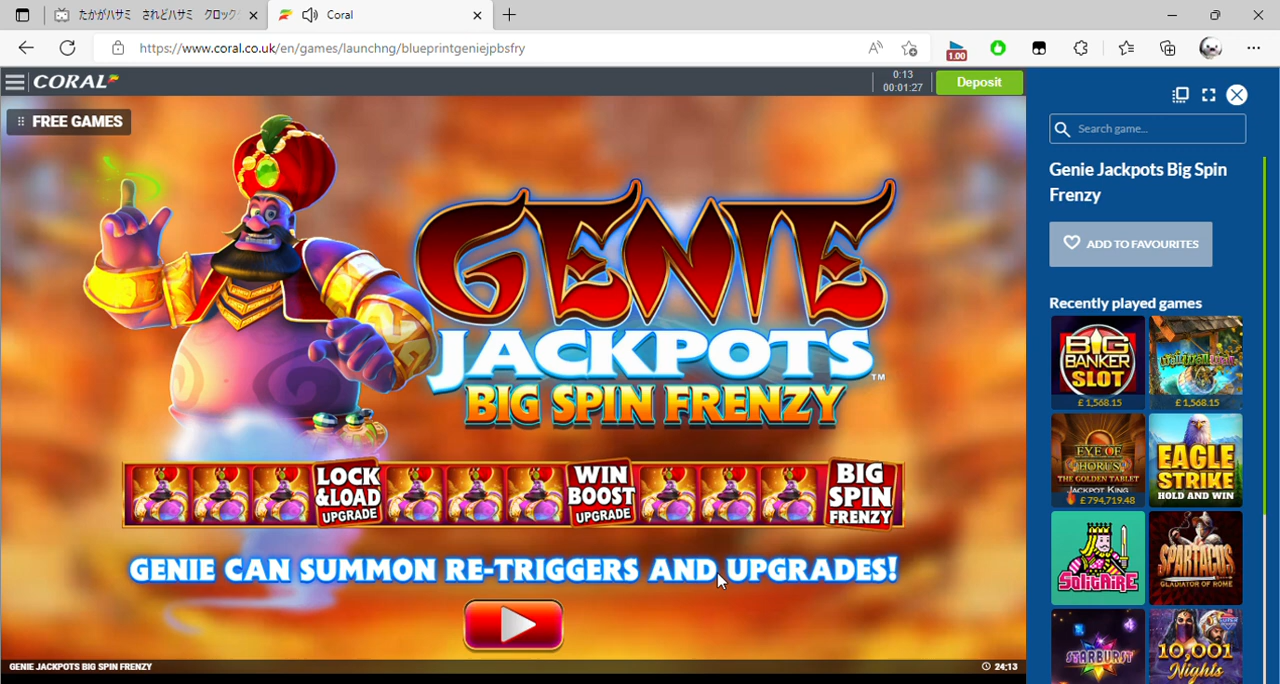 たかがハサミ されどハサミ クロック
Coral
https://www.coral.co.uk/en/games/launchng/blueprintgeniejpbsfry
1.00
CORAL
0:13
00:01:27
Deposit
FREE GAMES
GENIE
JACKPOTS™
BIG SPIN FRENZY
LOCK
&LOAD
UPGRADE
WIN
BOOST
UPGRADE
BIG
SPIN
FRENZY
GENIE CAN SUMMON RE-TRIGGERS AND UPGRADES!
GENIE JACKPOTS BIG SPIN FRENZY
24:13
Search game...
Genie Jackpots Big Spin
Frenzy
ADD TO FAVOURITES
Recently played games
BIG
BANKER
SLOT
£ 1,568.15
£ 1,568.15
EYE OF
HORUS
THE GOLDEN TABLET
JACKPOT KING
£ 794,719.48
EAGLE
STRIKE
HOLD AND WIN
SOLITAIRE
SPARTACUS
GLADIATOR OF ROME
STARBURST
10,001
Nights